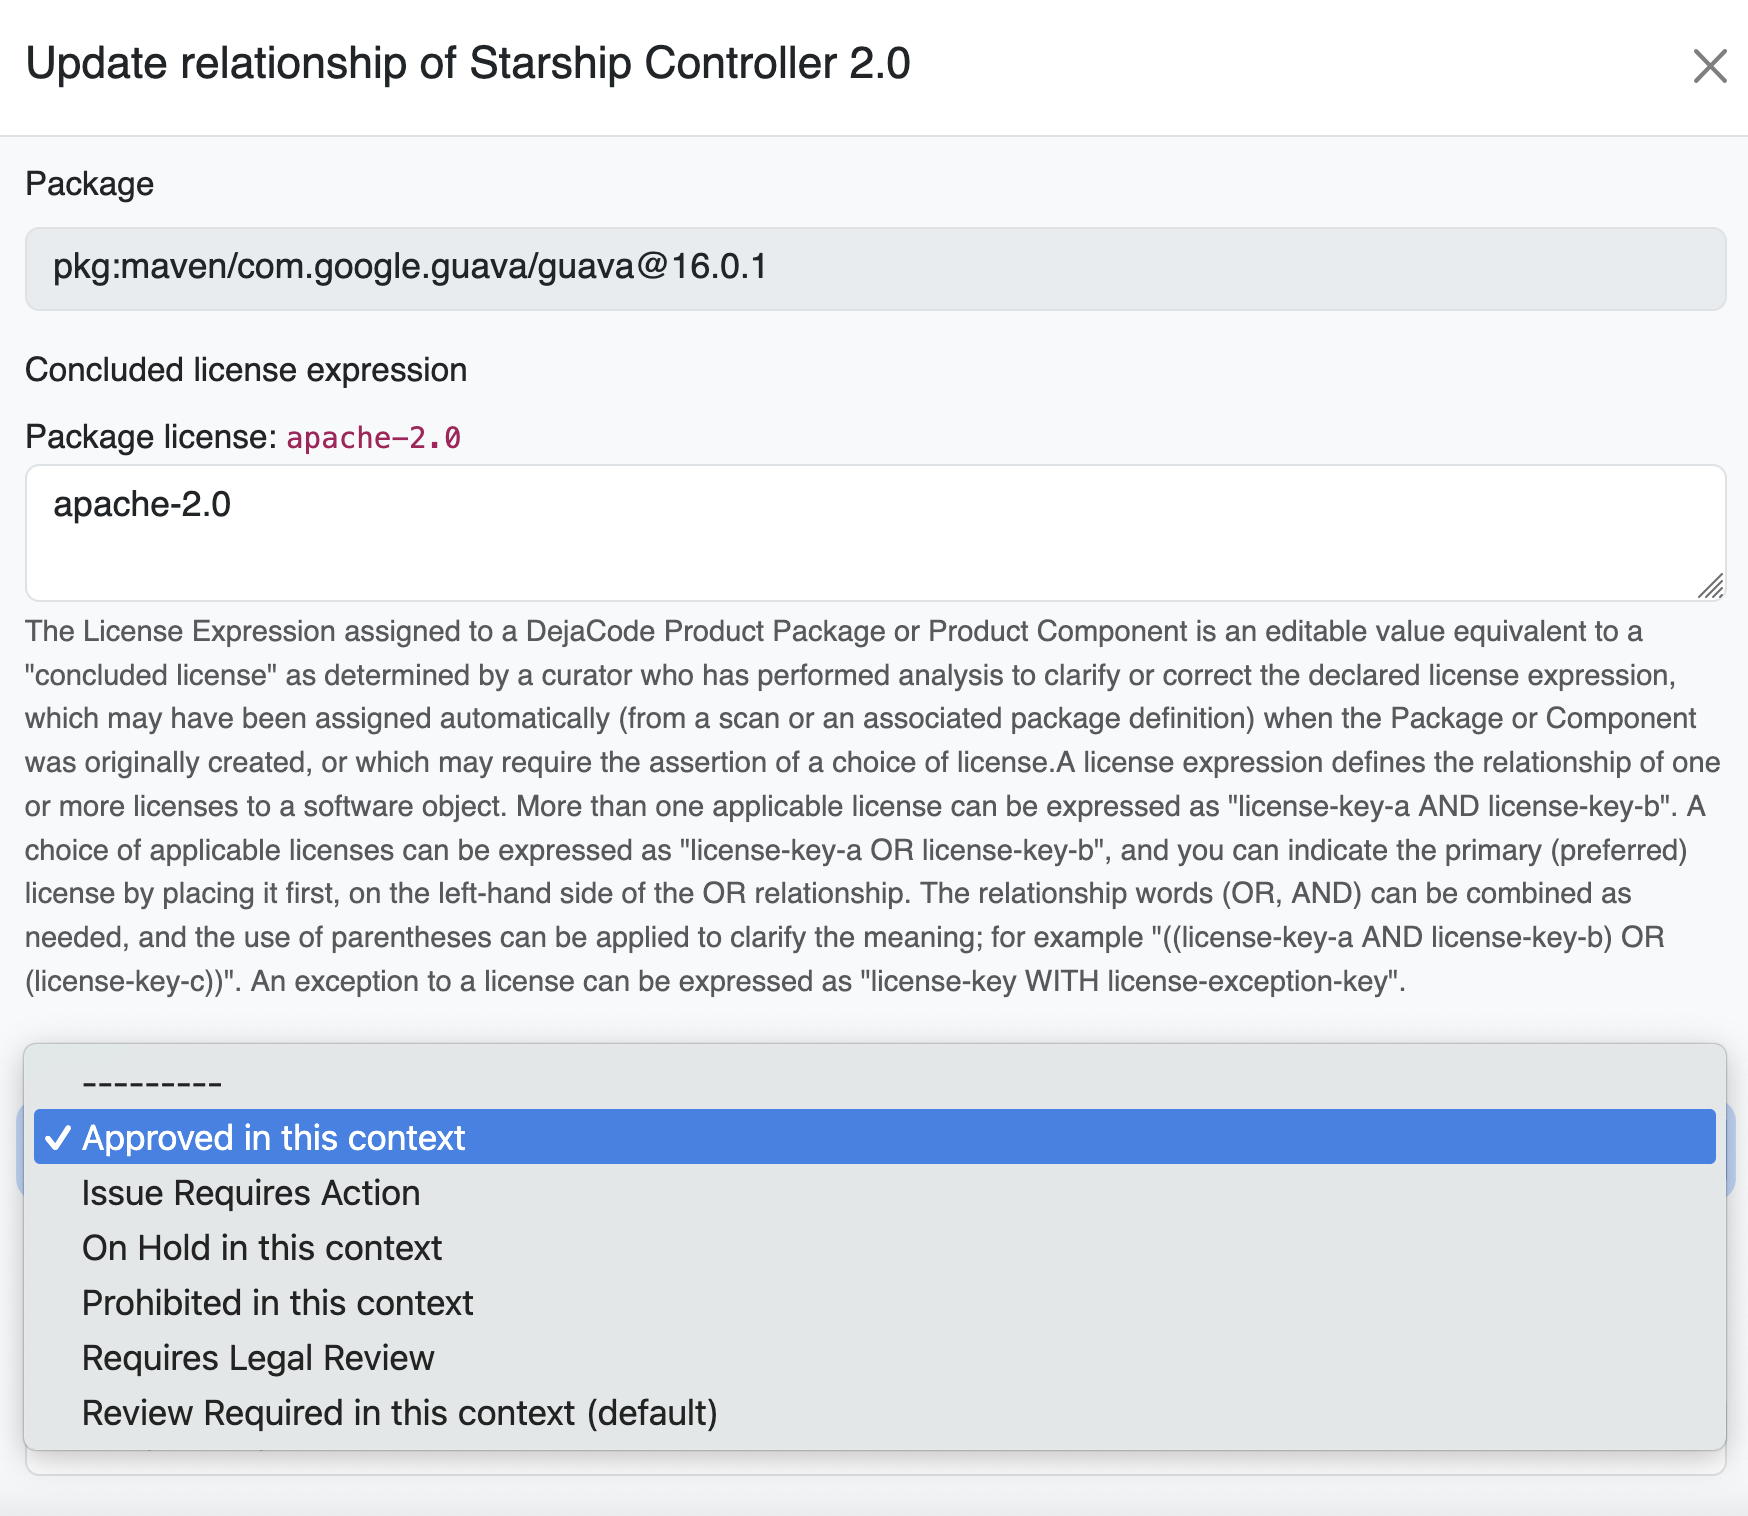 Update relationship of Starship Controller 2.0
Package
pkg:maven/com.google.guava/guava@16.0.1
Concluded license expression
Package license: apache-2.0
apache-2.0
The License Expression assigned to a DejaCode Product Package or Product Component is an editable value equivalent to a
"concluded license" as determined by a curator who has performed analysis to clarify or correct the declared license expression,
which may have been assigned automatically (from a scan or an associated package definition) when the Package or Component
was originally created, or which may require the assertion of a choice of license.A license expression defines the relationship of one
or more licenses to a software object. More than one applicable license can be expressed as "license-key-a AND license-key-b". A
choice of applicable licenses can be expressed as "license-key-a OR license-key-b", and you can indicate the primary (preferred)
license by placing it first, on the left-hand side of the OR relationship. The relationship words (OR, AND) can be combined as
needed, and the use of parentheses can be applied to clarify the meaning; for example "((license-key-a AND license-key-b) OR
(license-key-c))". An exception to a license can be expressed as "license-key WITH license-exception-key".
---------
✓ Approved in this context
Issue Requires Action
On Hold in this context
Prohibited in this context
Requires Legal Review
Review Required in this context (default)